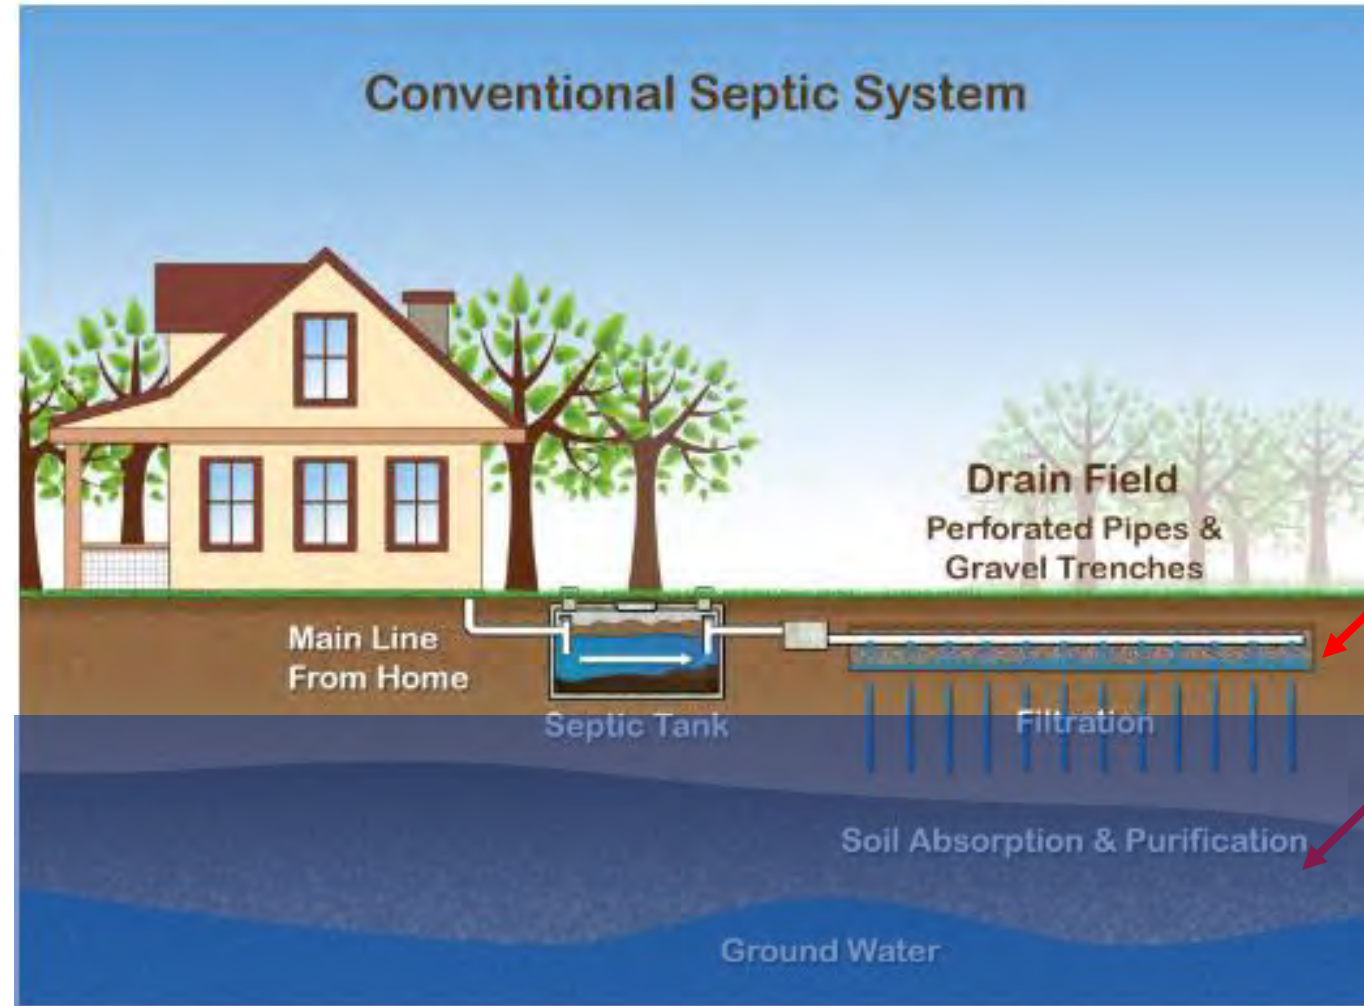 Conventional Septic System
Drain Field
Perforated Pipes &
Gravel Trenches
Main Line
From Home
Septic Tank
Filtration
Soil Absorption & Purification
Ground Water